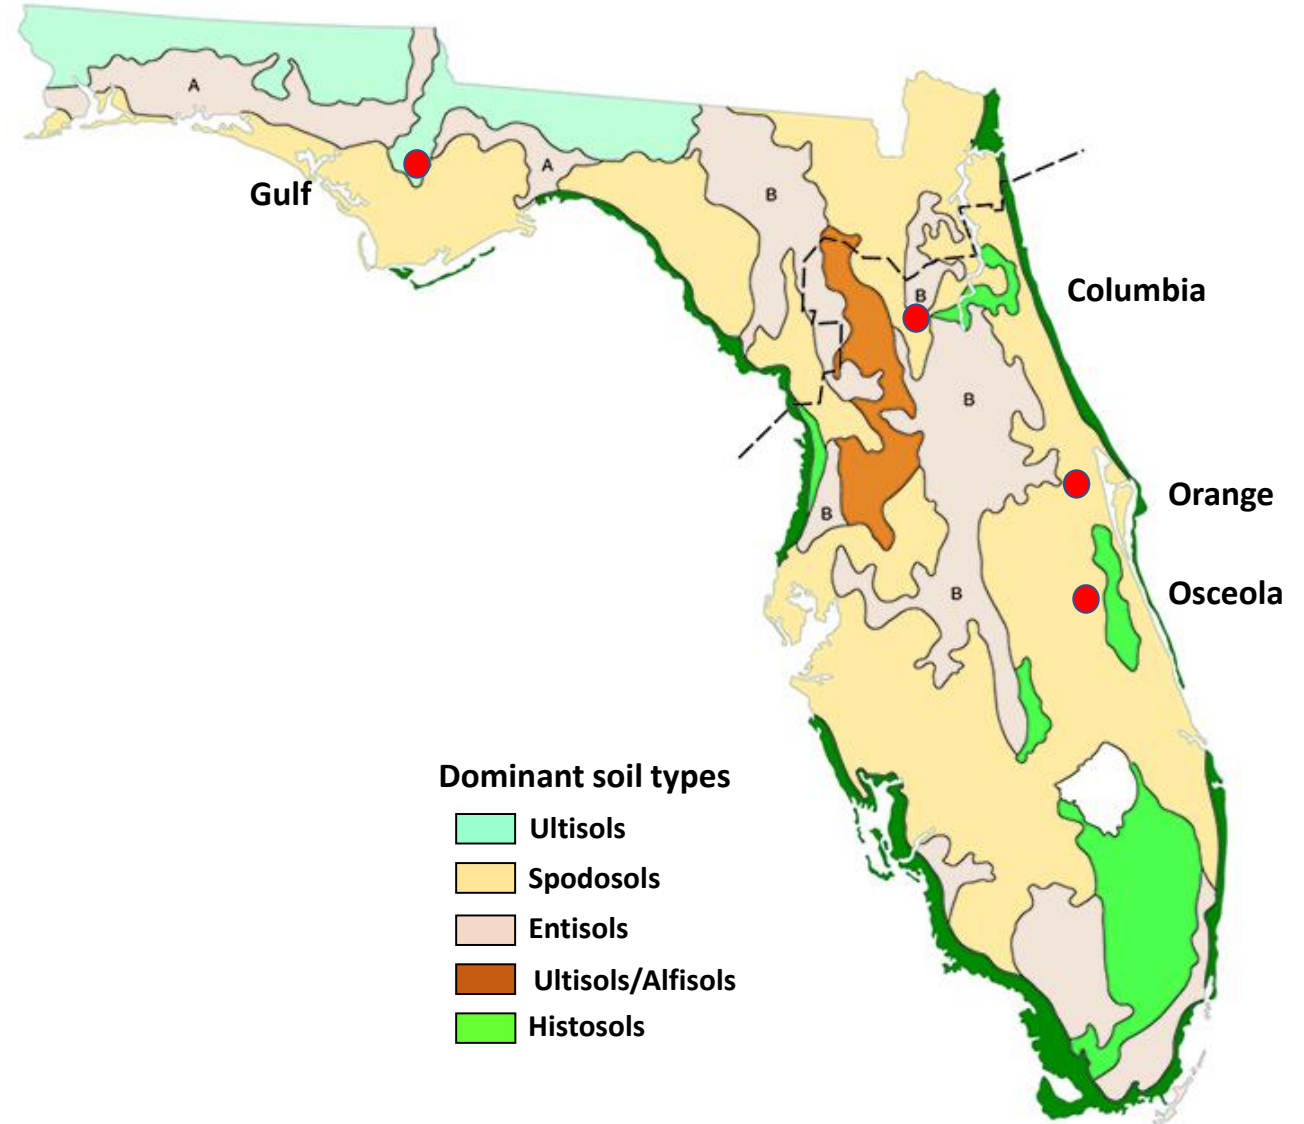 A
Gulf
A
B
B
Columbia
B
Orange
B
B
Osceola
Dominant soil types
Ultisols
Spodosols
Entisols
Ultisols/Alfisols
Histosols